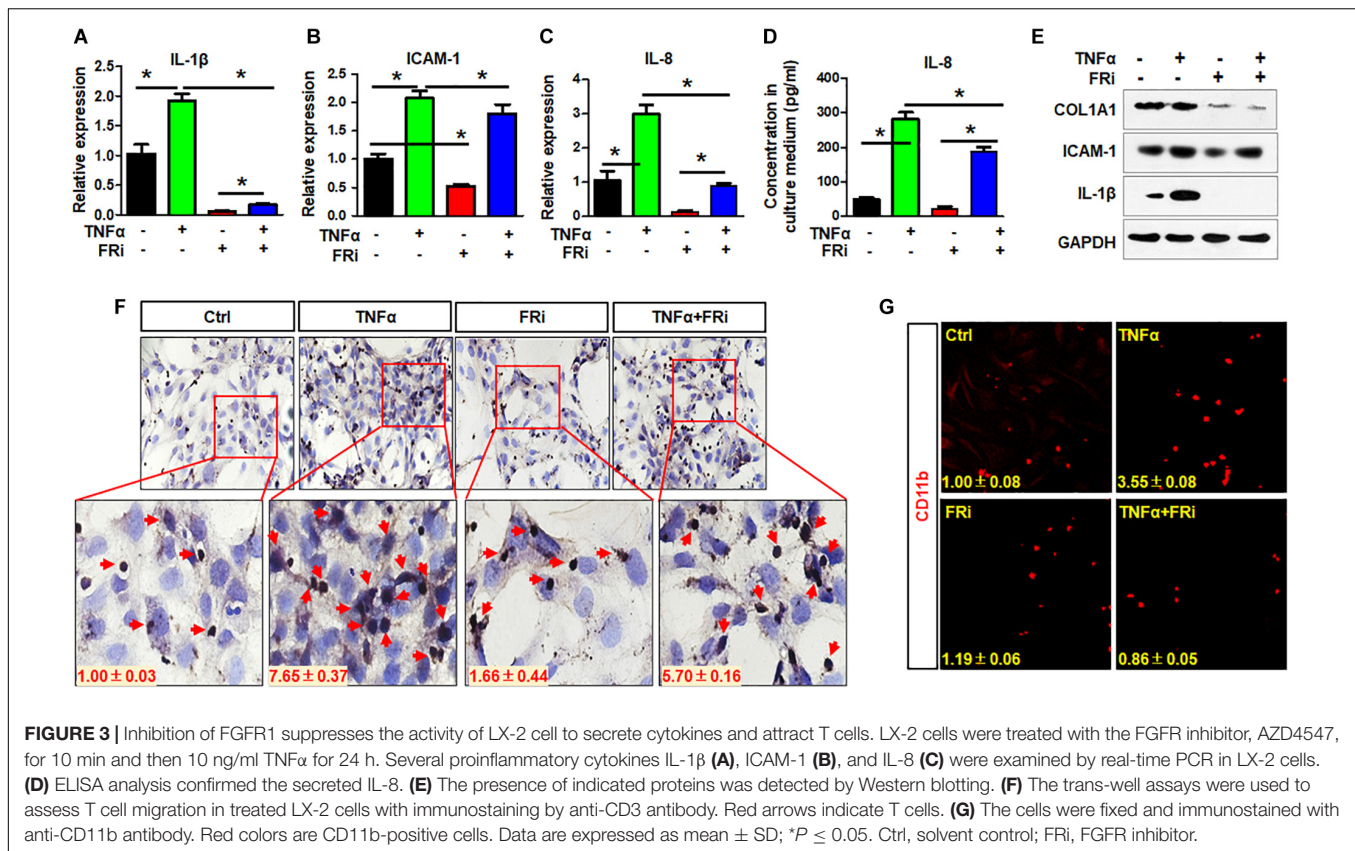 A
IL-1β
Relative expression
2.5
2.0
1.5
1.0
0.5
0.0
*
*
*
TNFα - + - +
FRi - - + +
B
ICAM-1
Relative expression
2.5
2.0
1.5
1.0
0.5
0.0
*
*
*
TNFα - + - +
FRi - - + +
C
IL-8
Relative expression
4
2
0
*
*
*
TNFα - + - +
FRi - - + +
D
IL-8
Concentration in
culture medium (pg/ml)
400
300
200
100
0
*
*
*
TNFα - + - +
FRi - - + +
E
TNFα - + - +
FRi - - + +
COL1A1
ICAM-1
IL-1β
GAPDH
F
Ctrl TNFα FRi TNFα+FRi
1.00 ± 0.03 7.65 ± 0.37 1.66 ± 0.44 5.70 ± 0.16
G
CD11b
Ctrl TNFα
1.00 ± 0.08 3.55 ± 0.08
FRi TNFα+FRi
1.19 ± 0.06 0.86 ± 0.05
FIGURE 3 | Inhibition of FGFR1 suppresses the activity of LX-2 cell to secrete cytokines and attract T cells. LX-2 cells were treated with the FGFR inhibitor, AZD4547,
for 10 min and then 10 ng/ml TNFα for 24 h. Several proinflammatory cytokines IL-1β (A), ICAM-1 (B), and IL-8 (C) were examined by real-time PCR in LX-2 cells.
(D) ELISA analysis confirmed the secreted IL-8. (E) The presence of indicated proteins was detected by Western blotting. (F) The trans-well assays were used to
assess T cell migration in treated LX-2 cells with immunostaining by anti-CD3 antibody. Red arrows indicate T cells. (G) The cells were fixed and immunostained with
anti-CD11b antibody. Red colors are CD11b-positive cells. Data are expressed as mean ± SD; *P ≤ 0.05. Ctrl, solvent control; FRi, FGFR inhibitor.